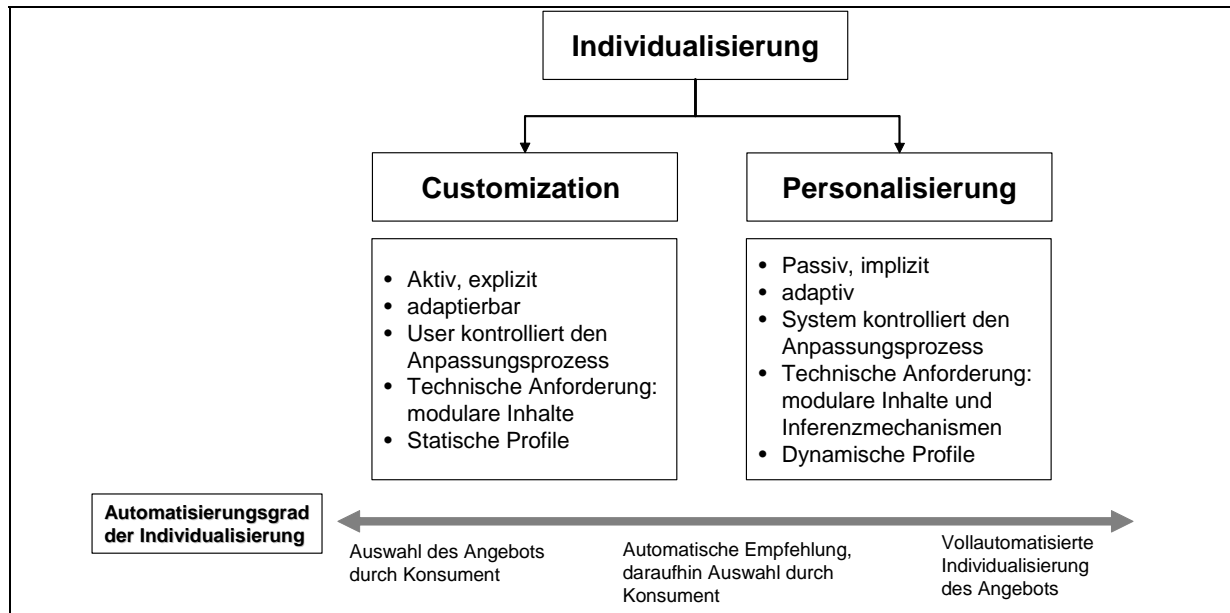 Individualisierung
Customization
Personalisierung
• Aktiv, explizit
• adaptierbar
• User kontrolliert den
Anpassungsprozess
• Technische Anforderung:
modulare Inhalte
• Statische Profile
• Passiv, implizit
• adaptiv
• System kontrolliert den
Anpassungsprozess
• Technische Anforderung:
modulare Inhalte und
Inferenzmechanismen
• Dynamische Profile
Automatisierungsgrad
der Individualisierung
Auswahl des Angebots
durch Konsument
Automatische Empfehlung,
daraufhin Auswahl durch
Konsument
Vollautomatisierte
Individualisierung
des Angebots